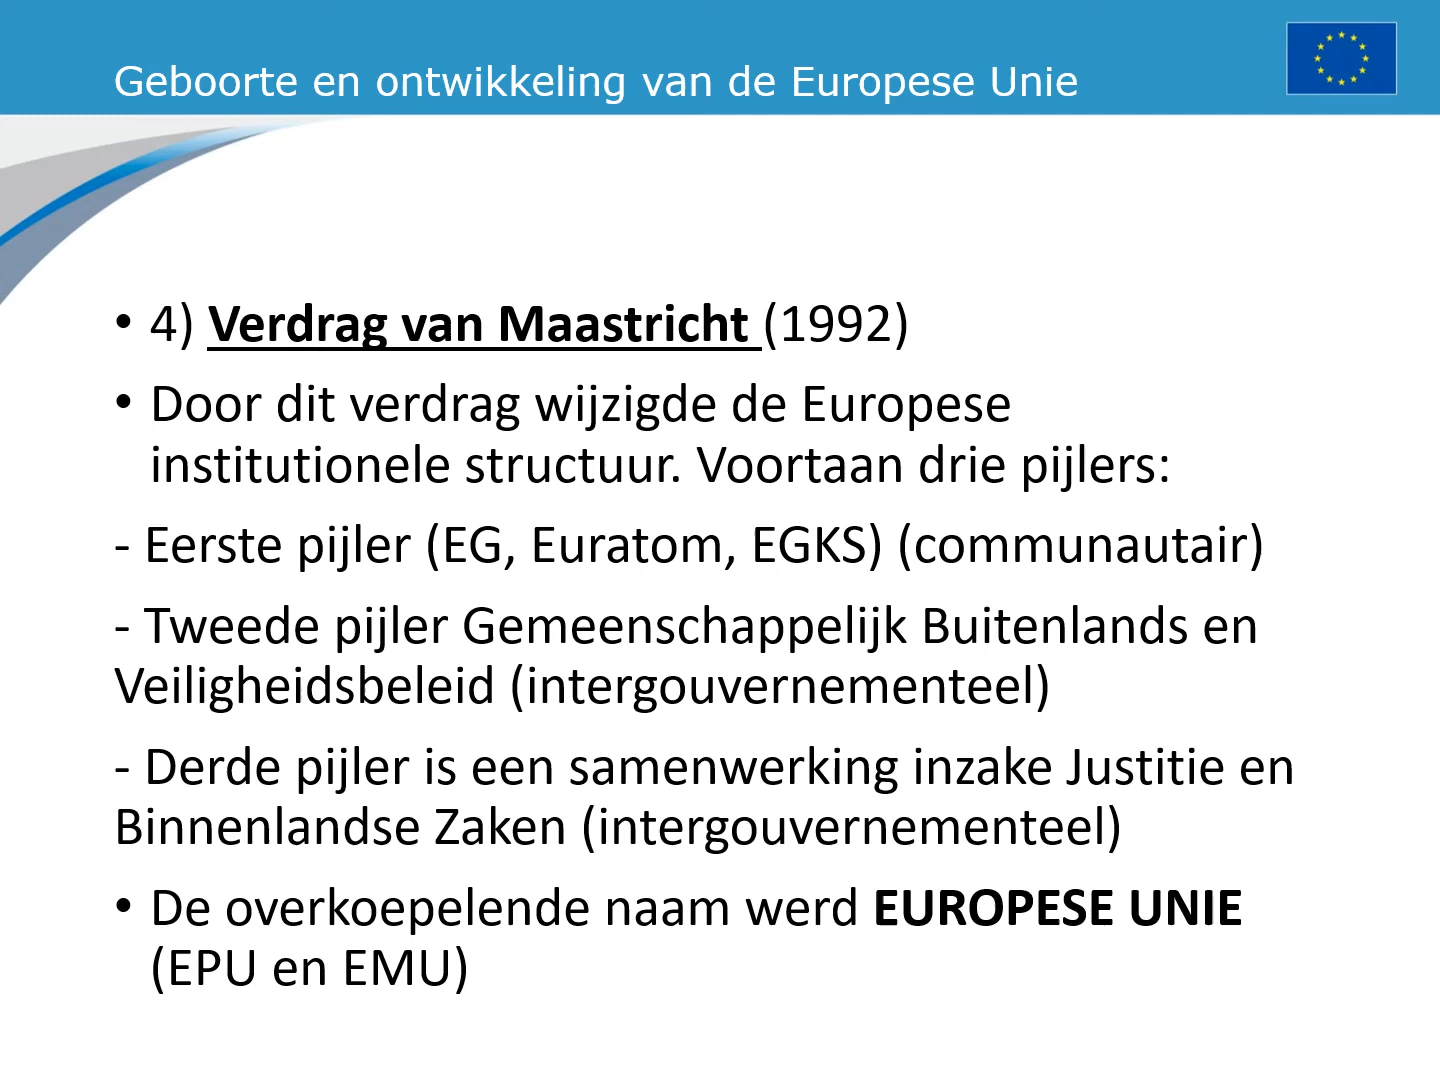 Geboorte en ontwikkeling van de Europese Unie
• 4) Verdrag van Maastricht (1992)
• Door dit verdrag wijzigde de Europese
institutionele structuur. Voortaan drie pijlers:
- Eerste pijler (EG, Euratom, EGKS) (communautair)
- Tweede pijler Gemeenschappelijk Buitenlands en
Veiligheidsbeleid (intergouvernementeel)
- Derde pijler is een samenwerking inzake Justitie en
Binnenlandse Zaken (intergouvernementeel)
• De overkoepelende naam werd EUROPESE UNIE
(EPU en EMU)